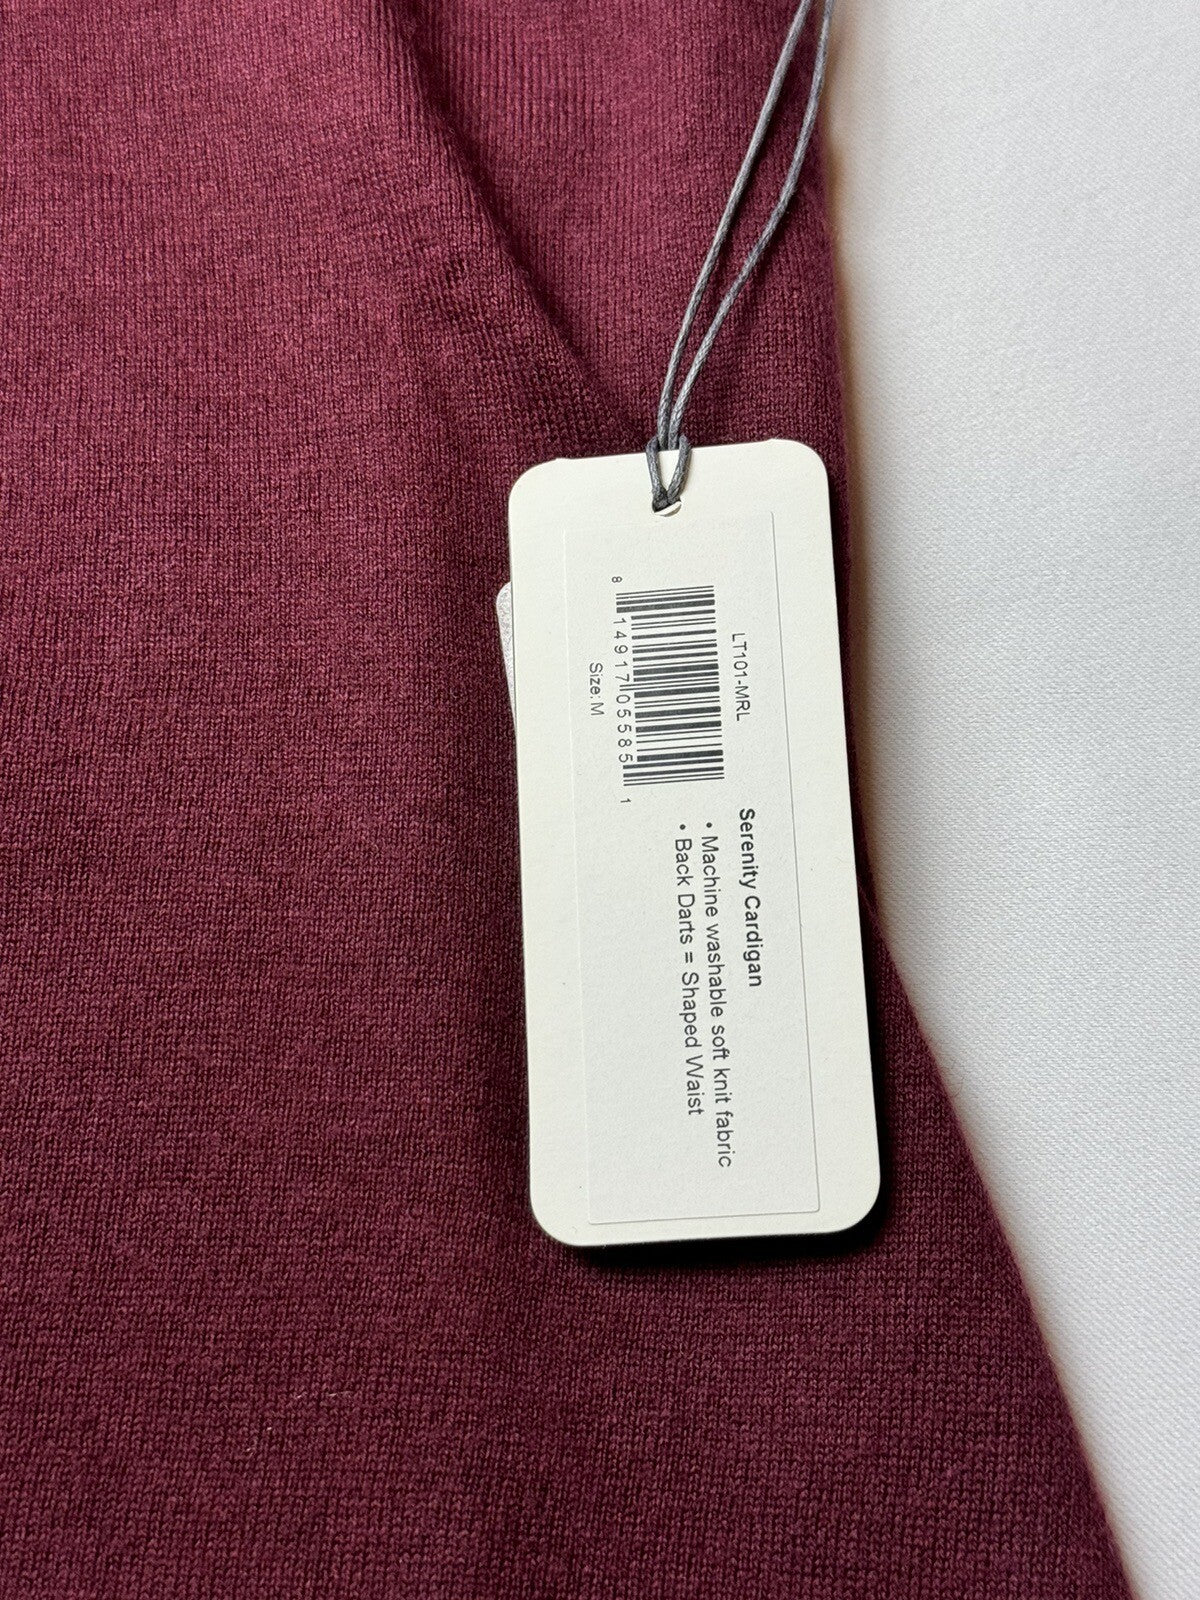 LT101-MRL
8 14917 05585 1
Size: M
Serenity Cardigan
• Machine washable soft knit fabric
• Back Darts = Shaped Waist